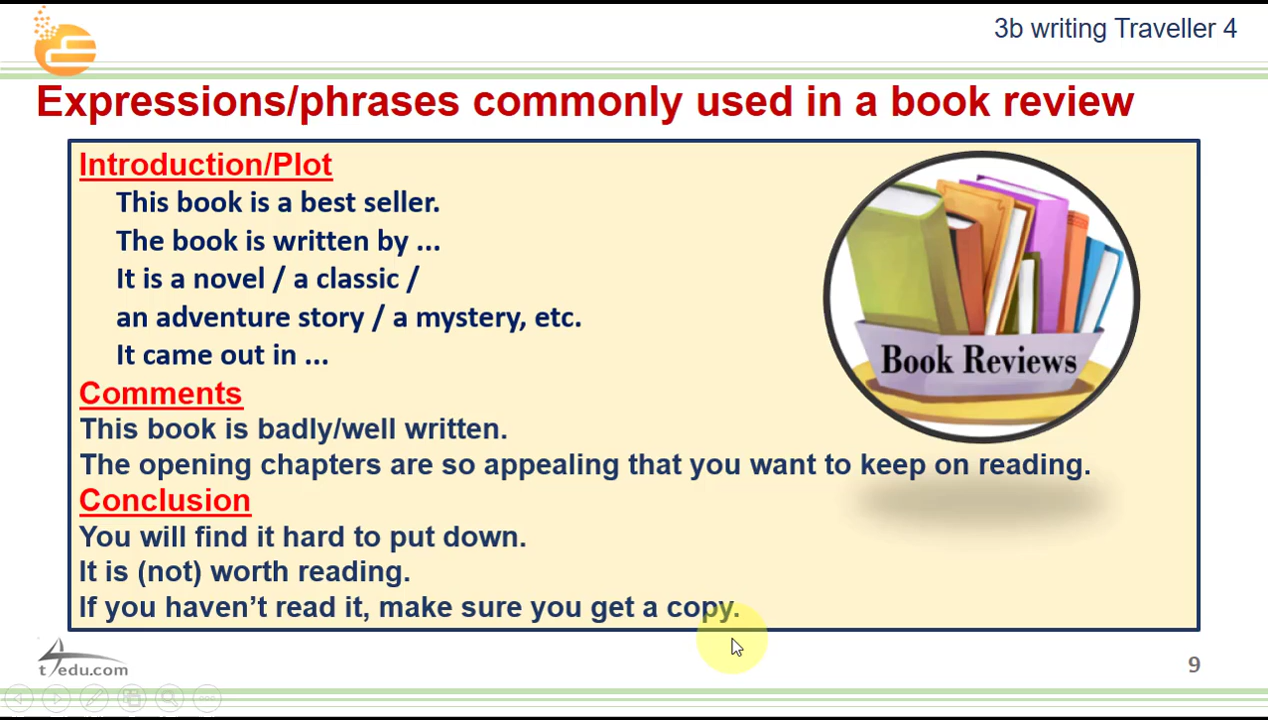 3b writing Traveller 4
Expressions/phrases commonly used in a book review
Introduction/Plot
This book is a best seller.
The book is written by ...
It is a novel / a classic /
an adventure story / a mystery, etc.
It came out in ...
Book Reviews
Comments
This book is badly/well written.
The opening chapters are so appealing that you want to keep on reading.
Conclusion
You will find it hard to put down.
It is (not) worth reading.
If you haven’t read it, make sure you get a copy.
t4edu.com
9